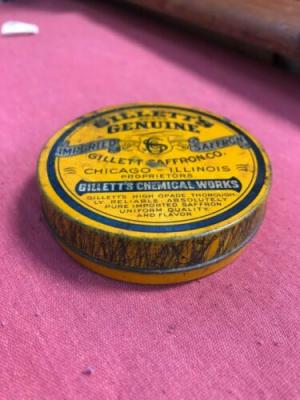 GILLETT'S
GENUINE
IMPORTED SAFFRON
GILLETT SAFFRON CO.
CHICAGO - ILLINOIS
PROPRIETORS
GILLETT'S CHEMICAL WORKS
GILLETT'S HIGH GRADE THOROUGH-
LY RELIABLE, ABSOLUTELY
PURE IMPORTED SAFFRON
UNIFORM QUALITY
AND FLAVOR